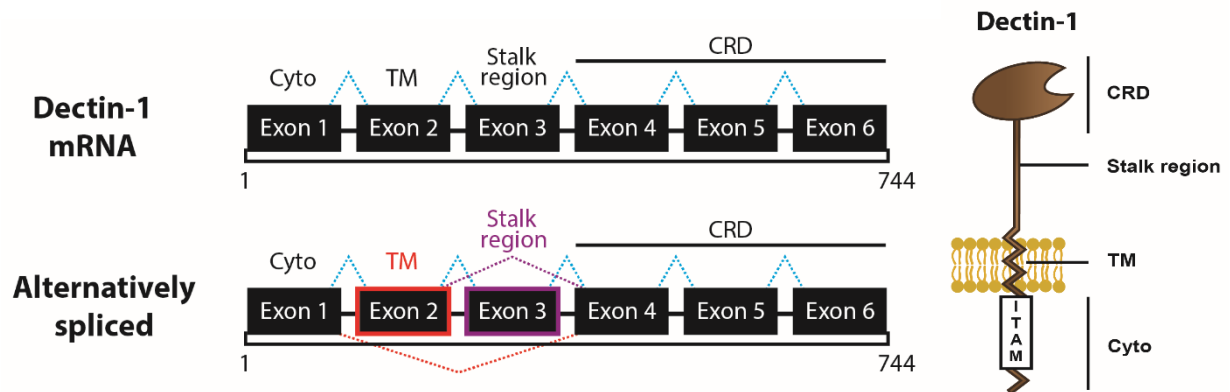 Dectin-1
mRNA
Cyto
TM
Stalk
region
CRD
Exon 1
Exon 2
Exon 3
Exon 4
Exon 5
Exon 6
1
744
Alternatively
spliced
Cyto
TM
Stalk
region
CRD
Exon 1
Exon 2
Exon 3
Exon 4
Exon 5
Exon 6
1
744
Dectin-1
CRD
Stalk region
TM
I
T
A
M
Cyto